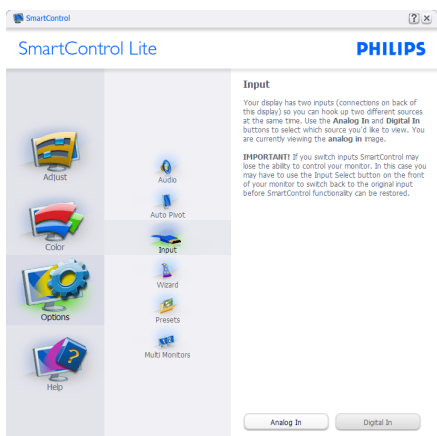 SmartControl
SmartControl Lite
PHILIPS
Adjust
Color
Options
Help
Audio
Auto Pivot
Input
Wizard
Presets
Multi Monitors
Input
Your display has two inputs (connections on back of
this display) so you can hook up two different sources
at the same time. Use the Analog In and Digital In
buttons to select which source you'd like to view. You
are currently viewing the analog in image.
IMPORTANT! If you switch inputs SmartControl may
lose the ability to control your monitor. In this case you
may have to use the Input Select button on the front
of your monitor to switch back to the original input
before SmartControl functionality can be restored.
Analog In
Digital In